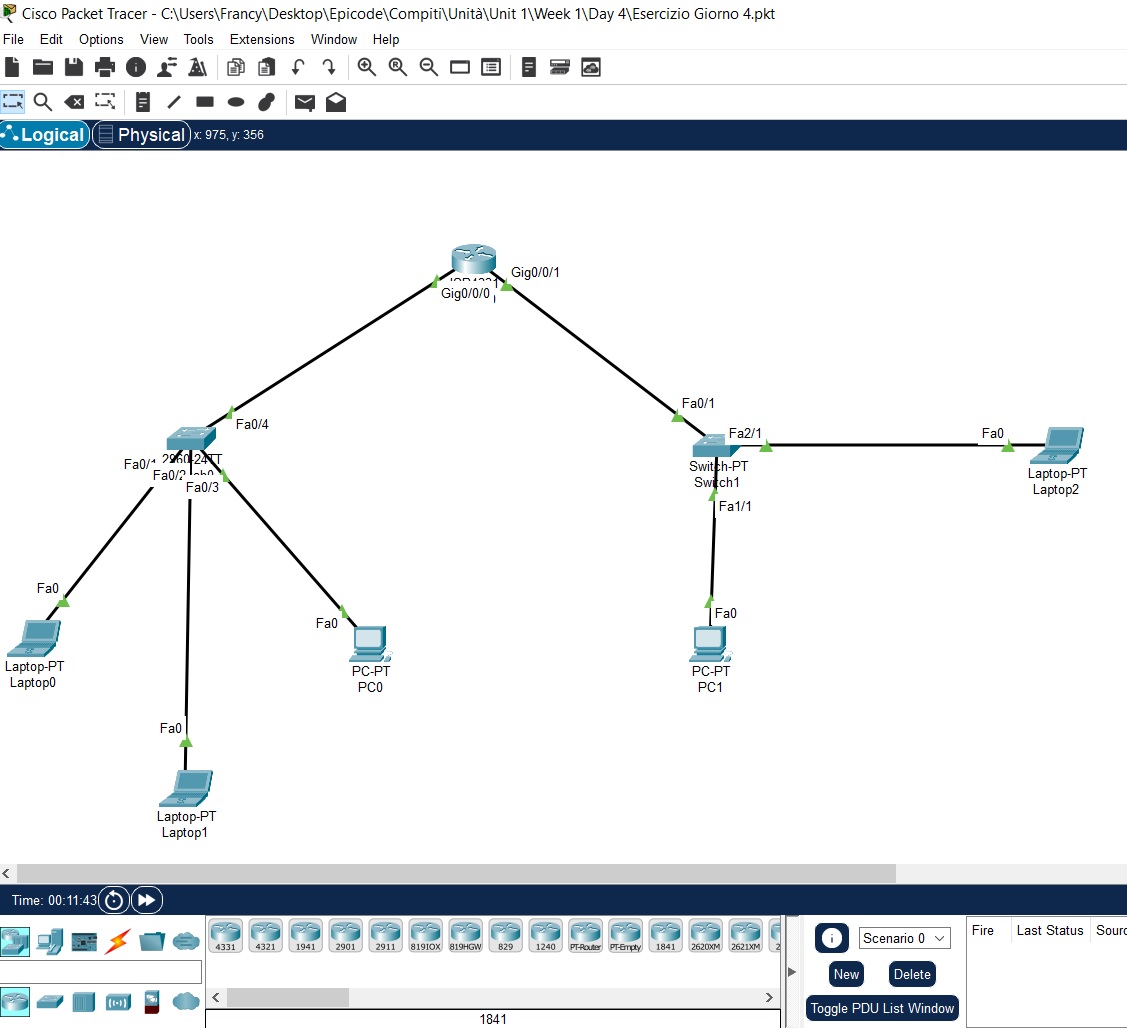 Cisco Packet Tracer - C:\Users\Francy\Desktop\Epicode\Compiti\Unità\Unit 1\Week 1\Day 4\Esercizio Giorno 4.pkt
File Edit Options View Tools Extensions Window Help
Logical Physical x: 975, y: 356
Gig0/0/1
Gig0/0/0
Fa0/1
Fa0/4
Fa2/1
Fa0
Fa0/1
2960-24TT
Fa0/2
Fa0/3
Switch-PT
Switch1
Laptop-PT
Laptop2
Fa1/1
Fa0
Fa0
Fa0
Laptop-PT
Laptop0
PC-PT
PC0
PC-PT
PC1
Fa0
Laptop-PT
Laptop1
Time: 00:11:43
4331 4321 1941 2901 2911 819IOX 819HGW 829 1240 PT-Router PT-Empty 1841 2620XM 2621XM 2
Scenario 0
Fire Last Status Sourc
New Delete
Toggle PDU List Window
1841